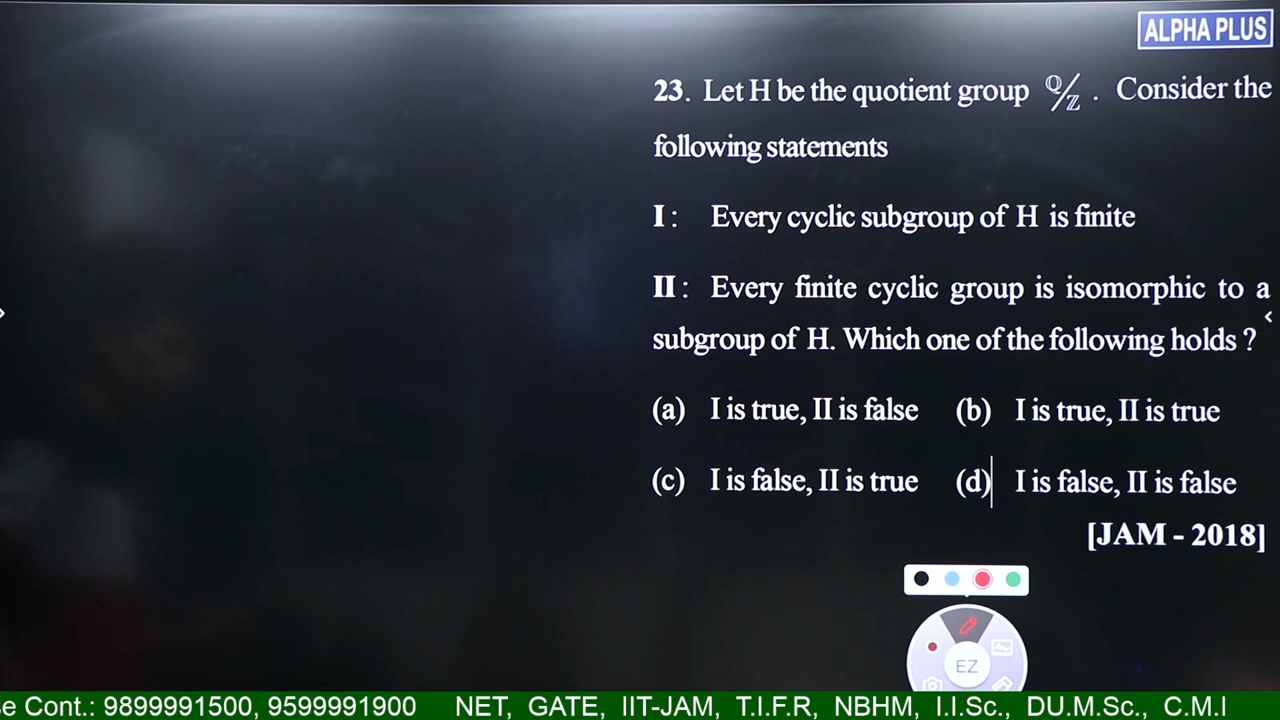 ALPHA PLUS
23. Let H be the quotient group ℚ/ℤ . Consider the
following statements
I : Every cyclic subgroup of H is finite
II : Every finite cyclic group is isomorphic to a
subgroup of H. Which one of the following holds ?
(a) I is true, II is false (b) I is true, II is true
(c) I is false, II is true (d) I is false, II is false
[JAM - 2018]
EZ
se Cont.: 9899991500, 9599991900 NET, GATE, IIT-JAM, T.I.F.R, NBHM, I.I.Sc., DU.M.Sc., C.M.I